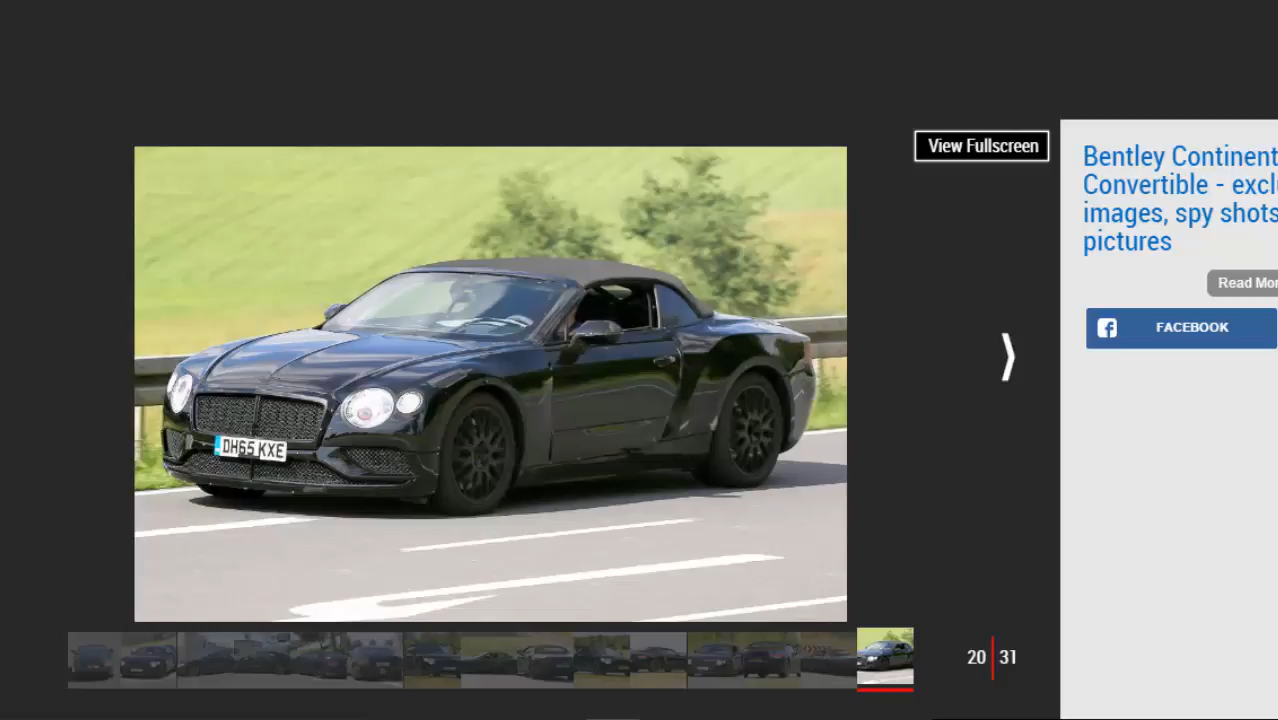 View Fullscreen
Bentley Continent
Convertible - excl
images, spy shots
pictures
Read Mor
FACEBOOK
DH65 KXE
20 31